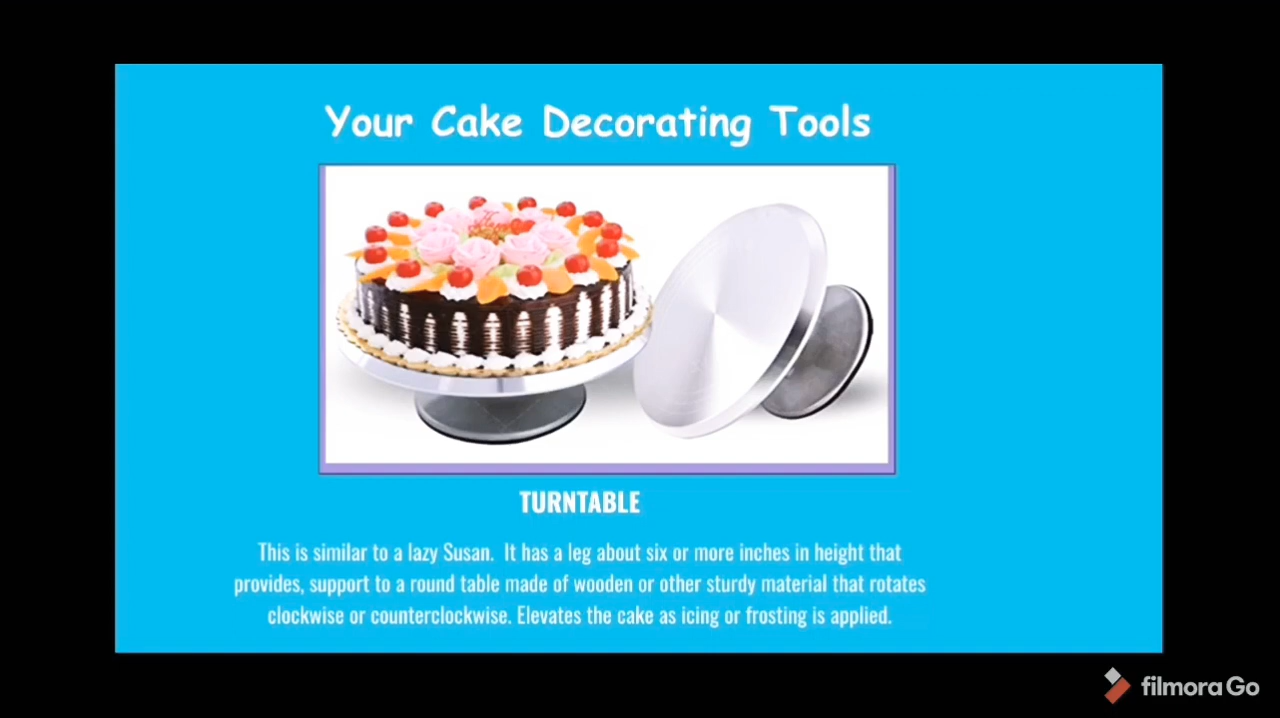 Your Cake Decorating Tools
TURNTABLE
This is similar to a lazy Susan. It has a leg about six or more inches in height that
provides, support to a round table made of wooden or other sturdy material that rotates
clockwise or counterclockwise. Elevates the cake as icing or frosting is applied.
filmora Go